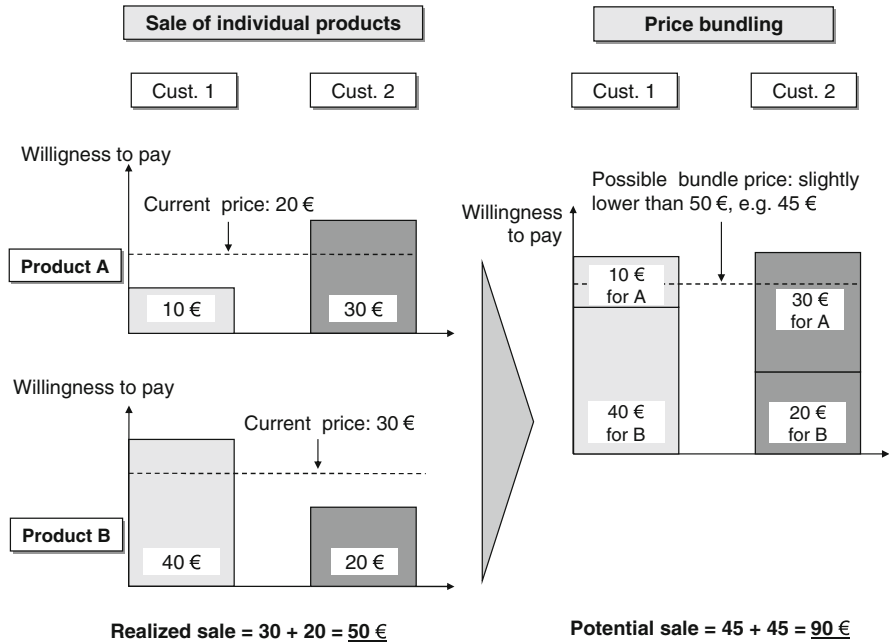 Sale of individual products
Cust. 1
Cust. 2
Willigness to pay
Current price: 20 €
Product A
10 €
30 €
Willingness to pay
Current price: 30 €
Product B
40 €
20 €
Realized sale = 30 + 20 = 50 €
Price bundling
Cust. 1
Cust. 2
Possible bundle price: slightly
lower than 50 €, e.g. 45 €
Willingness
to pay
10 €
for A
40 €
for B
30 €
for A
20 €
for B
Potential sale = 45 + 45 = 90 €